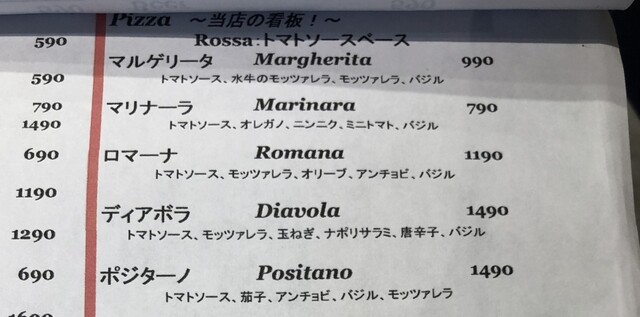 Pizza ～当店の看板！～
590 Rossa：トマトソースベース
マルゲリータ Margherita 990
590 トマトソース、水牛のモッツァレラ、モッツァレラ、バジル
790 マリナーラ Marinara 790
1490 トマトソース、オレガノ、ニンニク、ミニトマト、バジル
690 ロマーナ Romana 1190
トマトソース、モッツァレラ、オリーブ、アンチョビ、バジル
1190
ディアボラ Diavola 1490
1290 トマトソース、モッツァレラ、玉ねぎ、ナポリサラミ、唐辛子、バジル
690 ポジターノ Positano 1490
トマトソース、茄子、アンチョビ、バジル、モッツァレラ